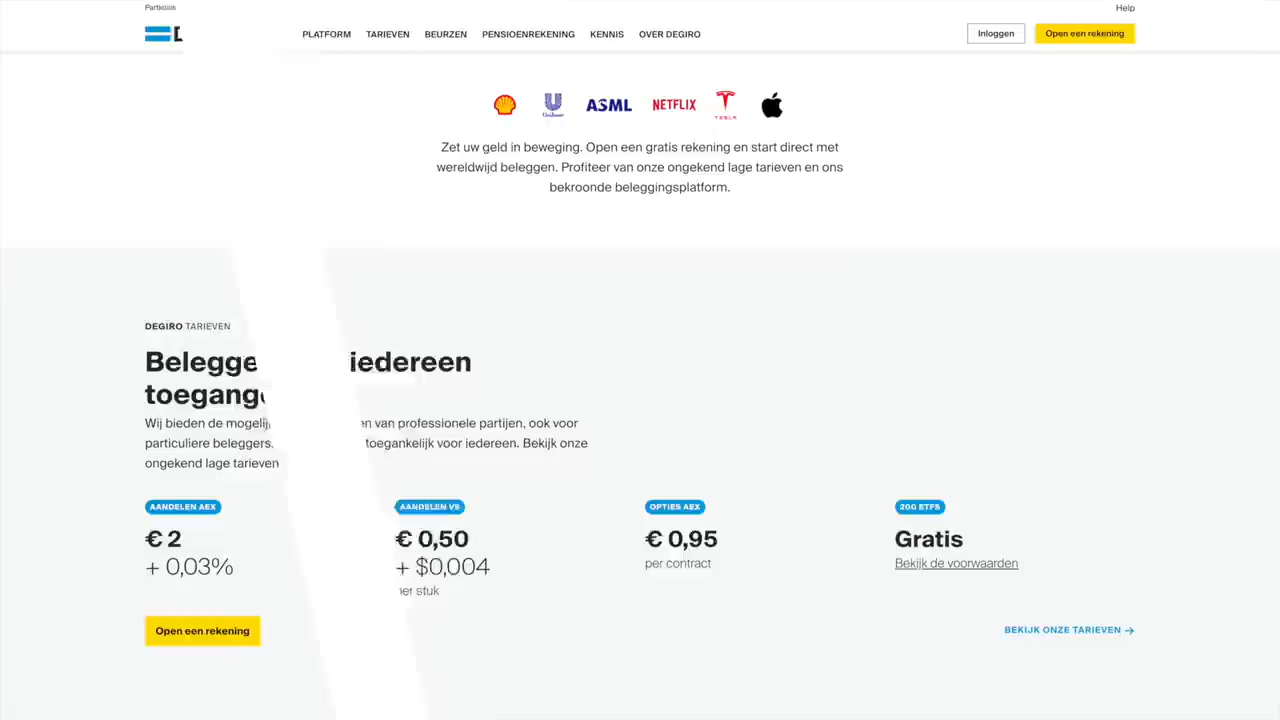 Particulier
Help
PLATFORM TARIEVEN BEURZEN PENSIOENREKENING KENNIS OVER DEGIRO
Inloggen
Open een rekening
Unilever ASML NETFLIX TESLA
Zet uw geld in beweging. Open een gratis rekening en start direct met
wereldwijd beleggen. Profiteer van onze ongekend lage tarieven en ons
bekroonde beleggingsplatform.
DEGIRO TARIEVEN
Belegge iedereen
toegang
Wij bieden de mogelij en van professionele partijen, ook voor
particuliere beleggers. toegankelijk voor iedereen. Bekijk onze
ongekend lage tarieven
AANDELEN AEX
€ 2
+ 0,03%
AANDELEN VS
€ 0,50
+ $0,004
per stuk
OPTIES AEX
€ 0,95
per contract
200 ETFS
Gratis
Bekijk de voorwaarden
Open een rekening
BEKIJK ONZE TARIEVEN →